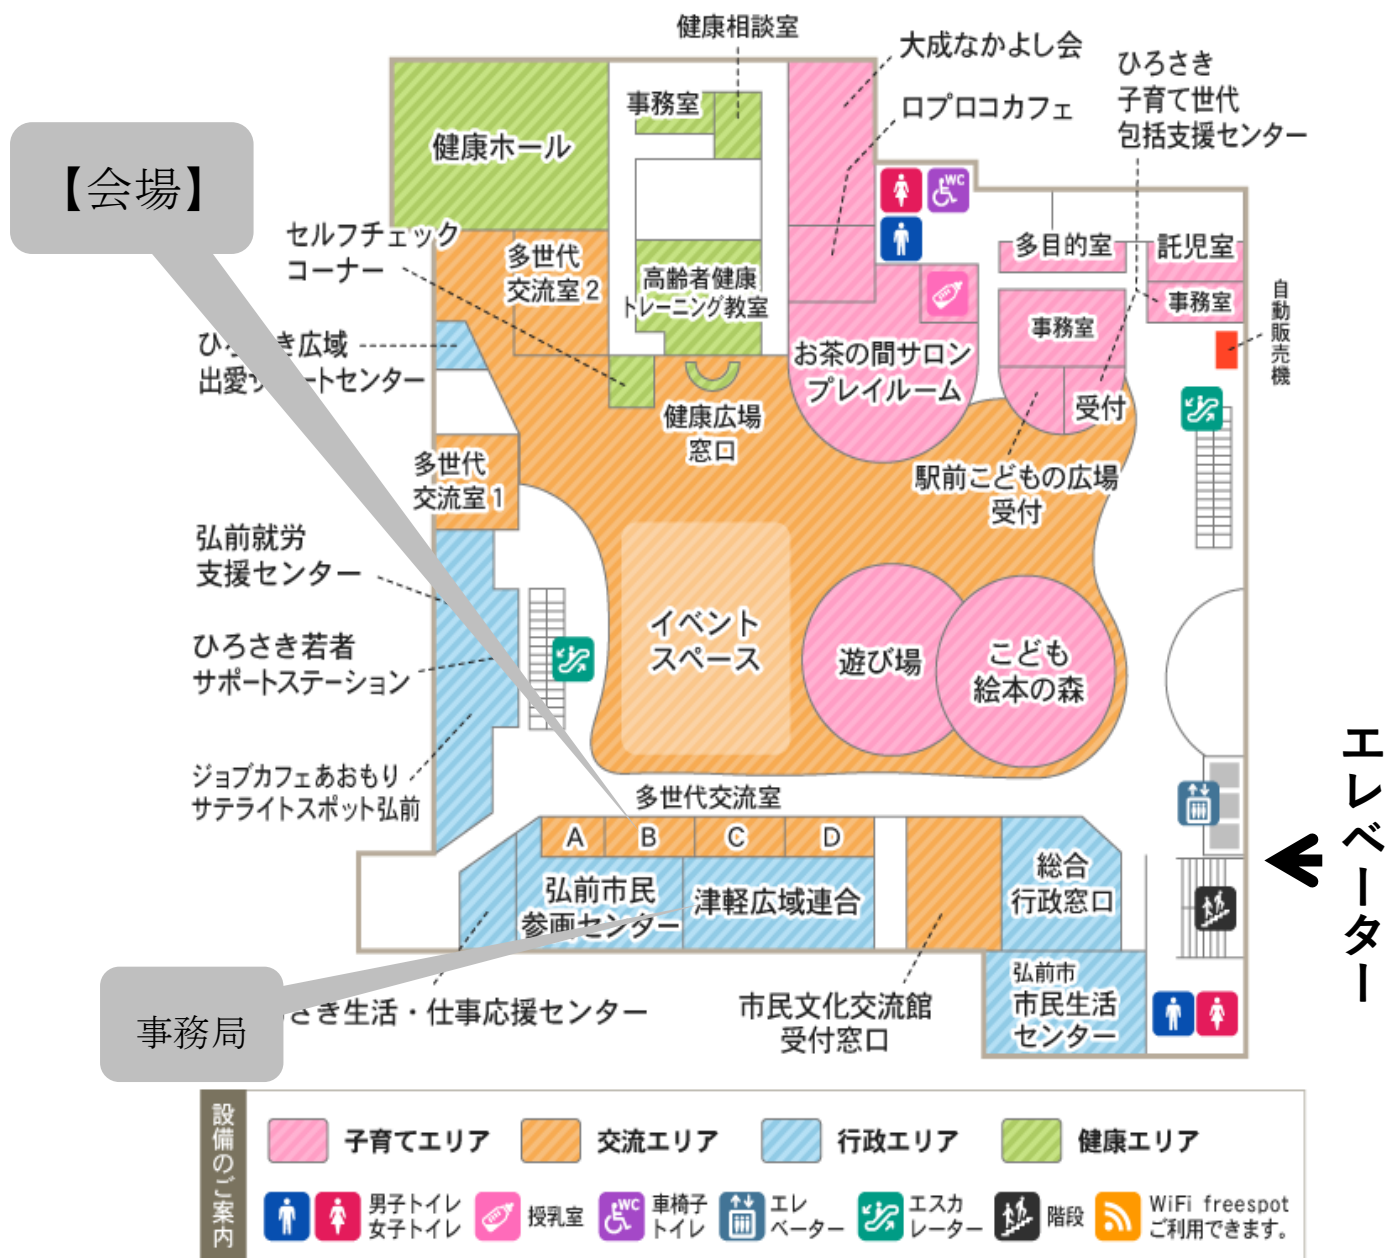 健康相談室
大成なかよし会
ロプロコカフェ
ひろさき
子育て世代
包括支援センター
事務室
健康ホール
【会場】
セルフチェック
コーナー
多世代
交流室2
高齢者健康
トレーニング教室
多目的室
託児室
事務室
事務室
自動販売機
ひろさき広域
出愛サポートセンター
お茶の間サロン
プレイルーム
受付
健康広場
窓口
多世代
交流室1
駅前こどもの広場
受付
弘前就労
支援センター
イベント
スペース
遊び場
こども
絵本の森
ひろさき若者
サポートステーション
ジョブカフェあおもり
サテライトスポット弘前
エレベーター
多世代交流室
A
B
C
D
弘前市民
参画センター
津軽広域連合
総合
行政窓口
事務局
さき生活・仕事応援センター
市民文化交流館
受付窓口
弘前市
市民生活
センター
設備のご案内
子育てエリア
交流エリア
行政エリア
健康エリア
男子トイレ
女子トイレ
授乳室
WC
車椅子
トイレ
エレ
ベーター
エスカ
レーター
階段
WiFi freespot
ご利用できます。
WC